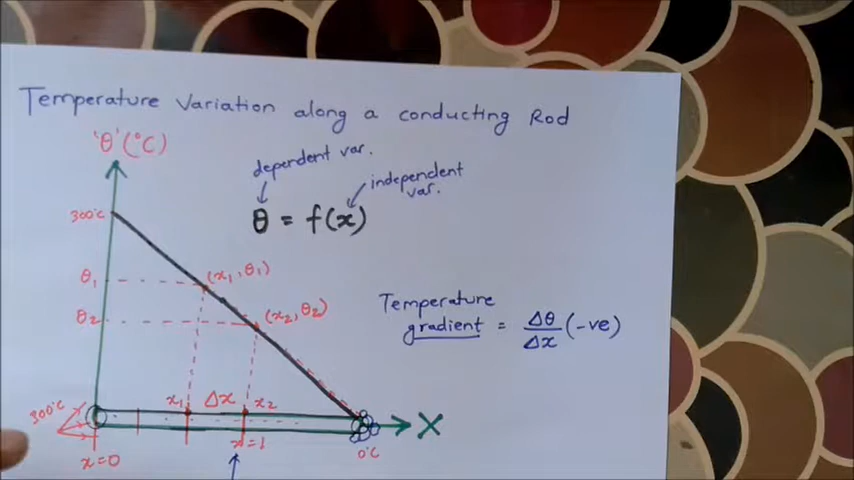 Temperature Variation along a conducting Rod
'θ'(°C)
dependent var.
independent
var.
θ = f(x)
300°C
θ₁
(x₁, θ₁)
θ₂
(x₂, θ₂)
Temperature
gradient = Δθ/Δx (-ve)
300°C
x₁ Δx x₂
X
x=0
x=1
0°C